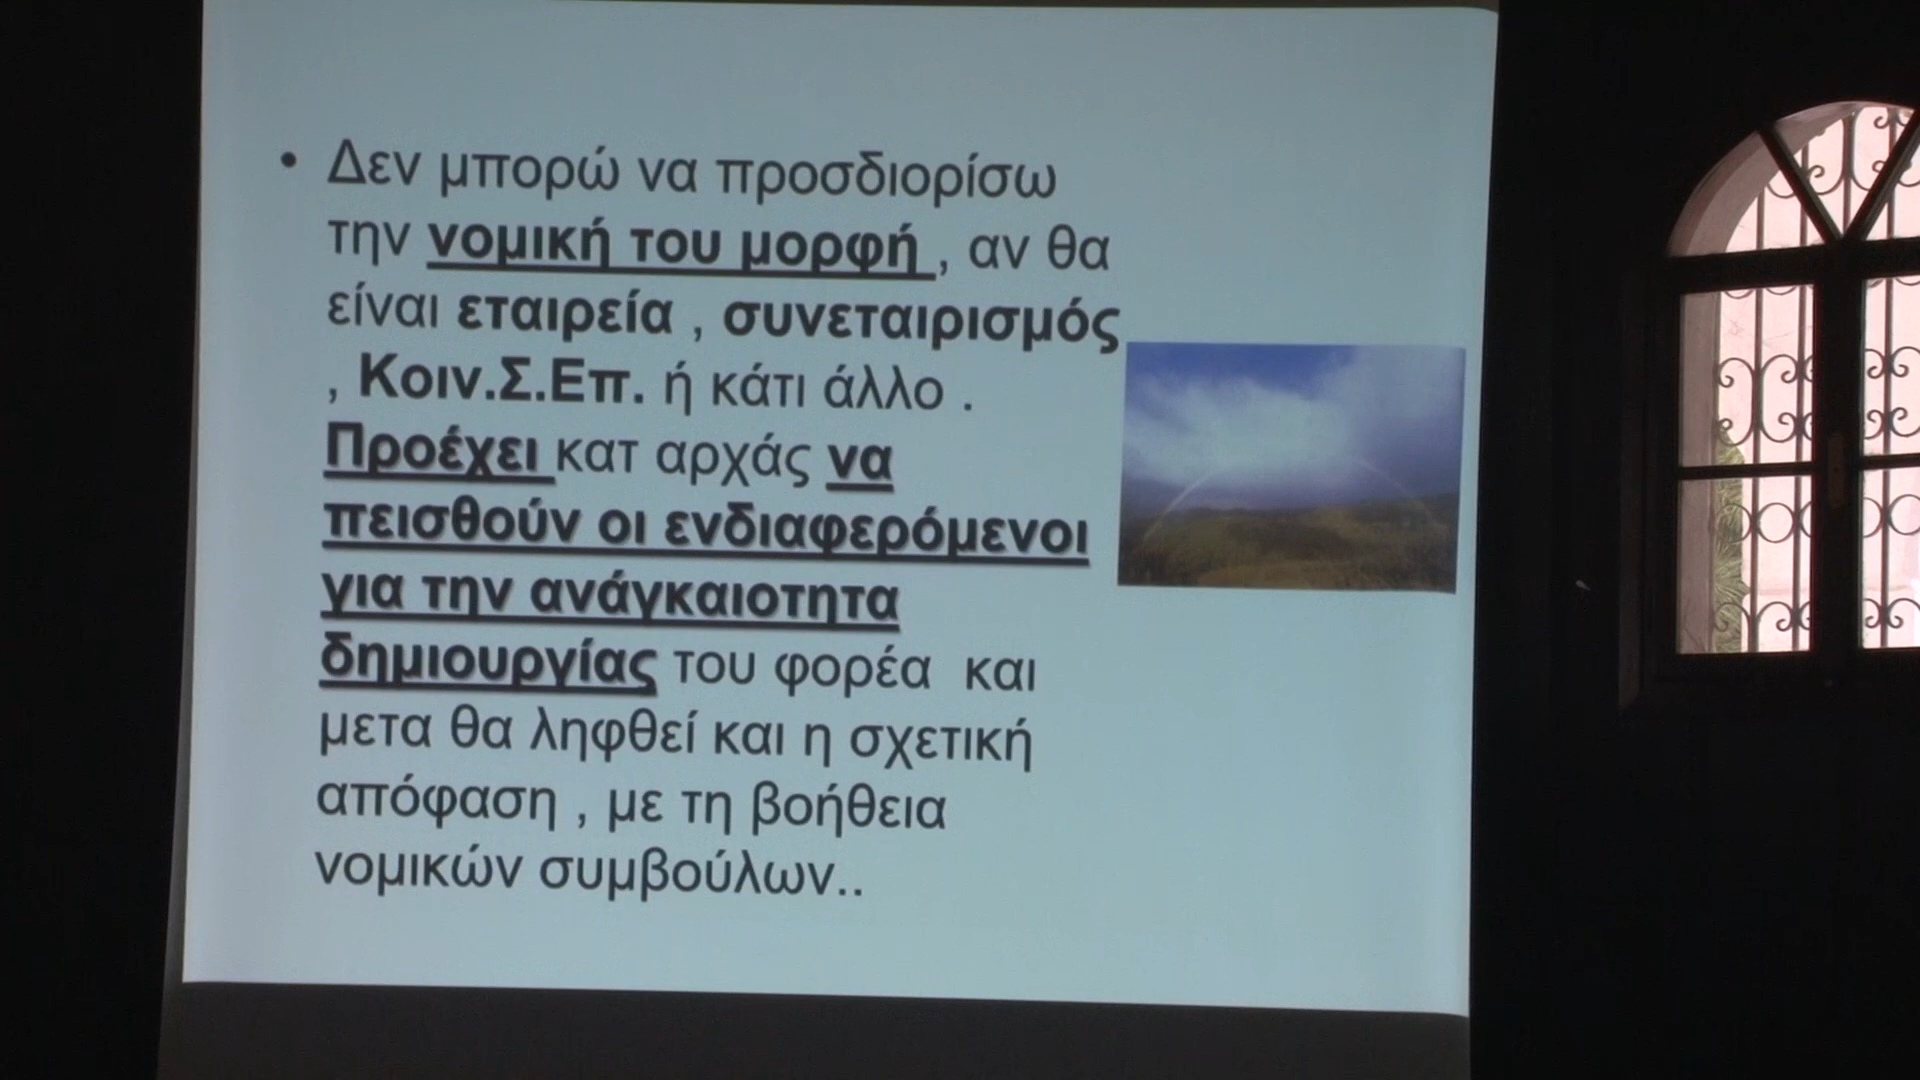 • Δεν μπορώ να προσδιορίσω
την νομική του μορφή , αν θα
είναι εταιρεία , συνεταιρισμός
, Κοιν.Σ.Επ. ή κάτι άλλο .
Προέχει κατ αρχάς να
πεισθούν οι ενδιαφερόμενοι
για την ανάγκαιοτητα
δημιουργίας του φορέα και
μετα θα ληφθεί και η σχετική
απόφαση , με τη βοήθεια
νομικών συμβούλων..